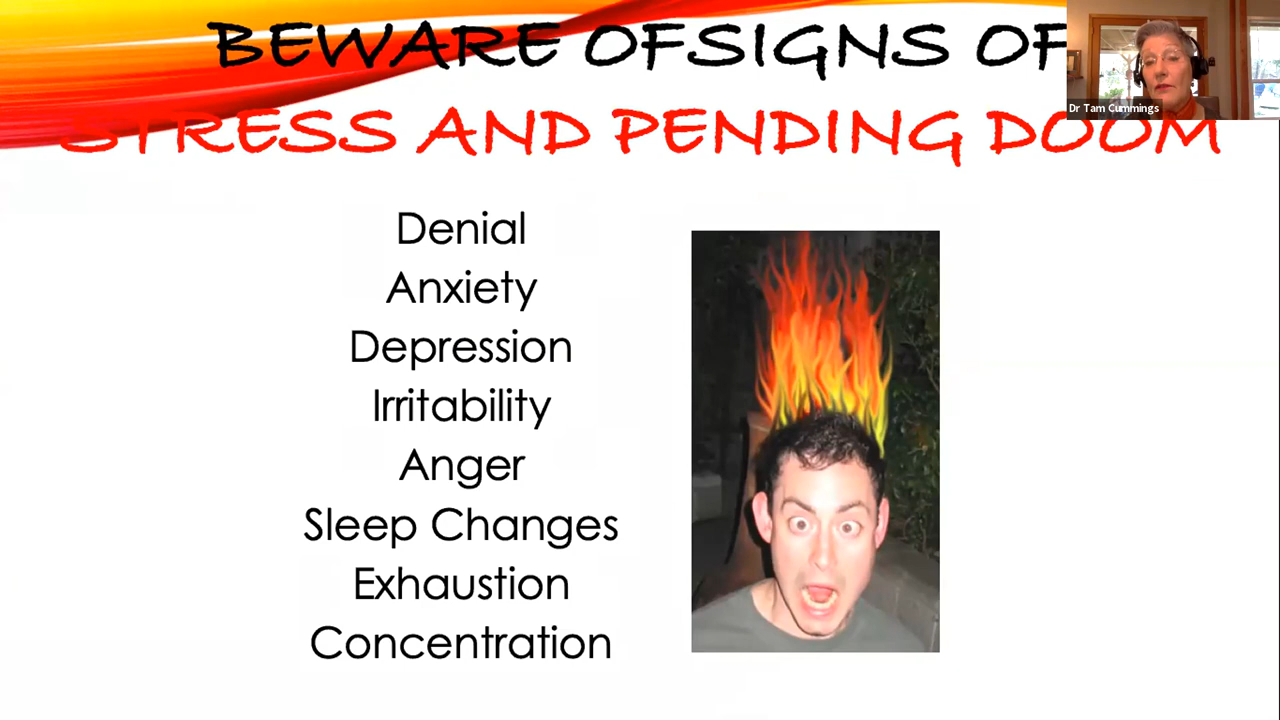 BEWARE OFSIGNS OF
Dr Tam Cummings
STRESS AND PENDING DOOM
Denial
Anxiety
Depression
Irritability
Anger
Sleep Changes
Exhaustion
Concentration